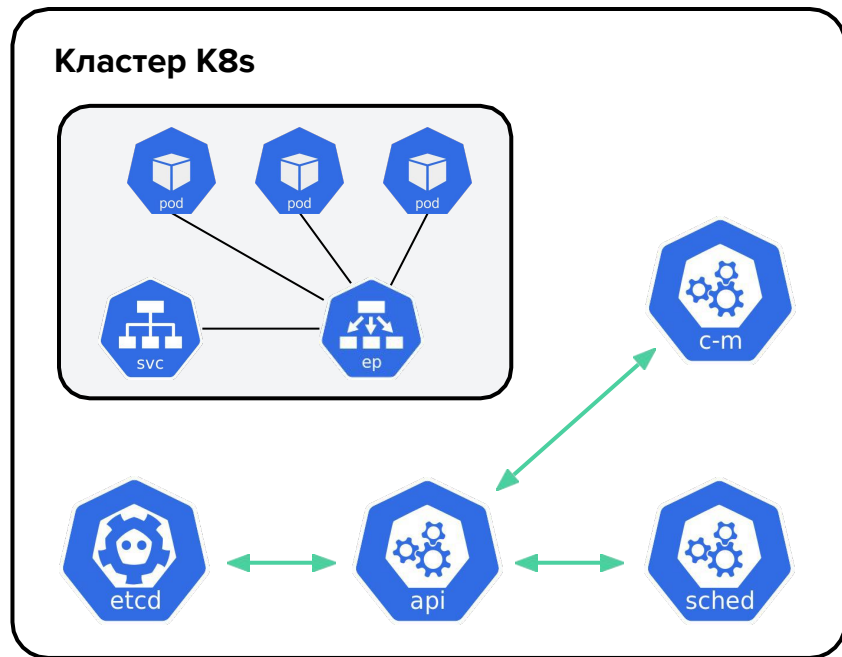 Кластер K8s
pod
pod
pod
svc
ep
c-m
etcd
api
sched